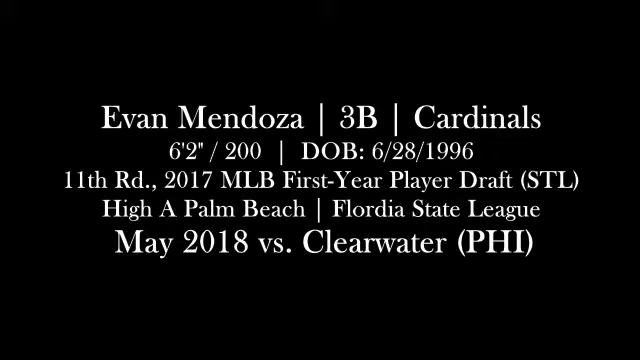 Evan Mendoza | 3B | Cardinals
6'2" / 200 | DOB: 6/28/1996
11th Rd., 2017 MLB First-Year Player Draft (STL)
High A Palm Beach | Flordia State League
May 2018 vs. Clearwater (PHI)